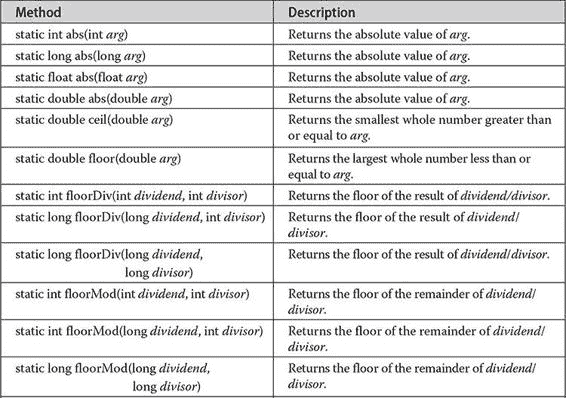 Method Description
static int abs(int arg) Returns the absolute value of arg.
static long abs(long arg) Returns the absolute value of arg.
static float abs(float arg) Returns the absolute value of arg.
static double abs(double arg) Returns the absolute value of arg.
static double ceil(double arg) Returns the smallest whole number greater than
or equal to arg.
static double floor(double arg) Returns the largest whole number less than or
equal to arg.
static int floorDiv(int dividend, int divisor) Returns the floor of the result of dividend/divisor.
static long floorDiv(long dividend, int divisor) Returns the floor of the result of dividend/
divisor.
static long floorDiv(long dividend, Returns the floor of the result of dividend/divisor.
long divisor)
static int floorMod(int dividend, int divisor) Returns the floor of the remainder of dividend/
divisor.
static int floorMod(long dividend, int divisor) Returns the floor of the remainder of dividend/
divisor.
static long floorMod(long dividend, Returns the floor of the remainder of dividend/
long divisor) divisor.